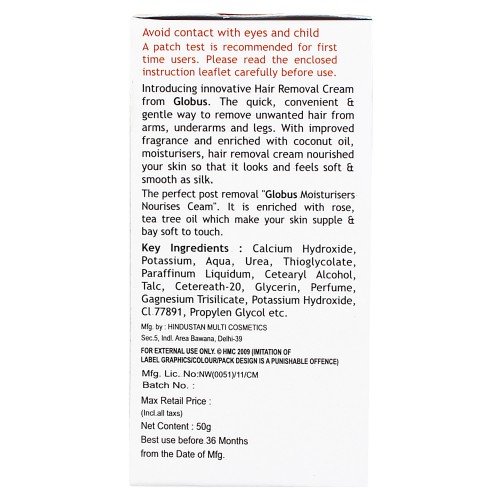 Avoid contact with eyes and child
A patch test is recommended for first
time users. Please read the enclosed
instruction leaflet carefully before use.
Introducing innovative Hair Removal Cream
from Globus. The quick, convenient &
gentle way to remove unwanted hair from
arms, underarms and legs. With improved
fragrance and enriched with coconut oil,
moisturisers, hair removal cream nourished
your skin so that it looks and feels soft &
smooth as silk.
The perfect post removal "Globus Moisturisers
Nourises Ceam". It is enriched with rose,
tea tree oil which make your skin supple &
bay soft to touch.
Key Ingredients : Calcium Hydroxide,
Potassium, Aqua, Urea, Thioglycolate,
Paraffinum Liquidum, Cetearyl Alcohol,
Talc, Cetereath-20, Glycerin, Perfume,
Gagnesium Trisilicate, Potassium Hydroxide,
Cl 77891, Propylen Glycol etc.
Mfg. by : HINDUSTAN MULTI COSMETICS
Sec.5, Indl. Area Bawana, Delhi-39
FOR EXTERNAL USE ONLY. © HMC 2009 (IMITATION OF
LABEL GRAPHICS/COLOUR/PACK DESIGN IS A PUNISHABLE OFFENCE)
Mfg. Lic. No:NW(0051)/11/CM
Batch No. :
Max Retail Price :
(Incl.all taxs)
Net Content : 50g
Best use before 36 Months
from the Date of Mfg.